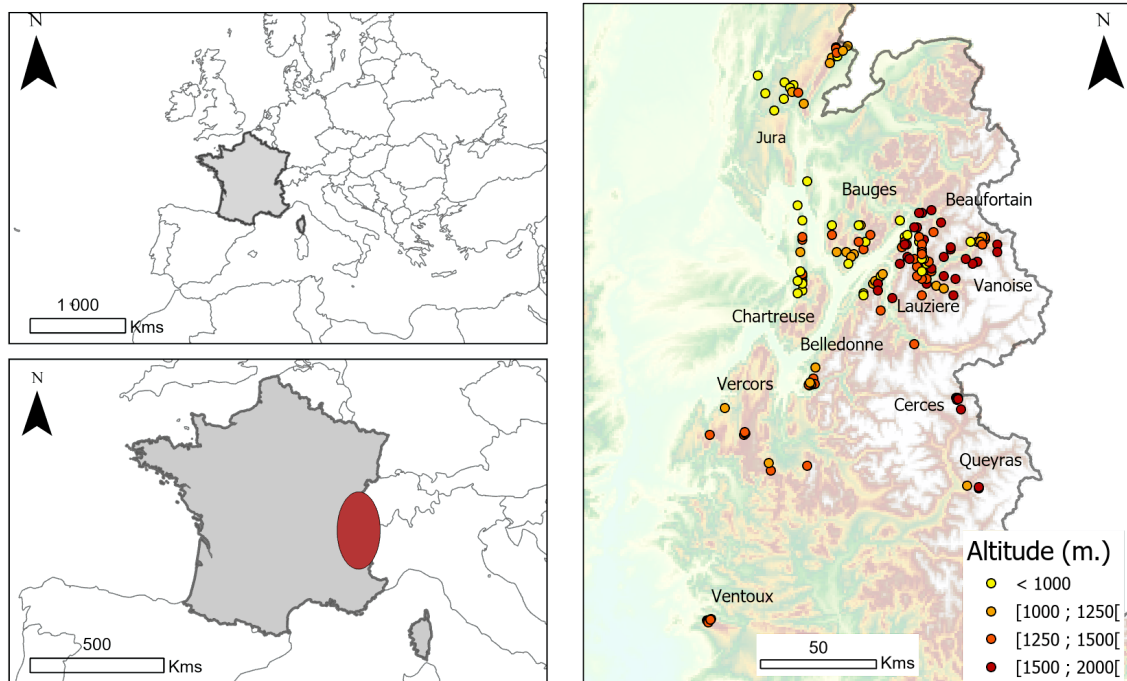 N
1 000
Kms
N
500
Kms
N
Jura
Bauges
Beaufortain
Vanoise
Lauziere
Chartreuse
Belledonne
Vercors
Cerces
Queyras
Ventoux
50
Kms
Altitude (m.)
< 1000
[1000 ; 1250[
[1250 ; 1500[
[1500 ; 2000[